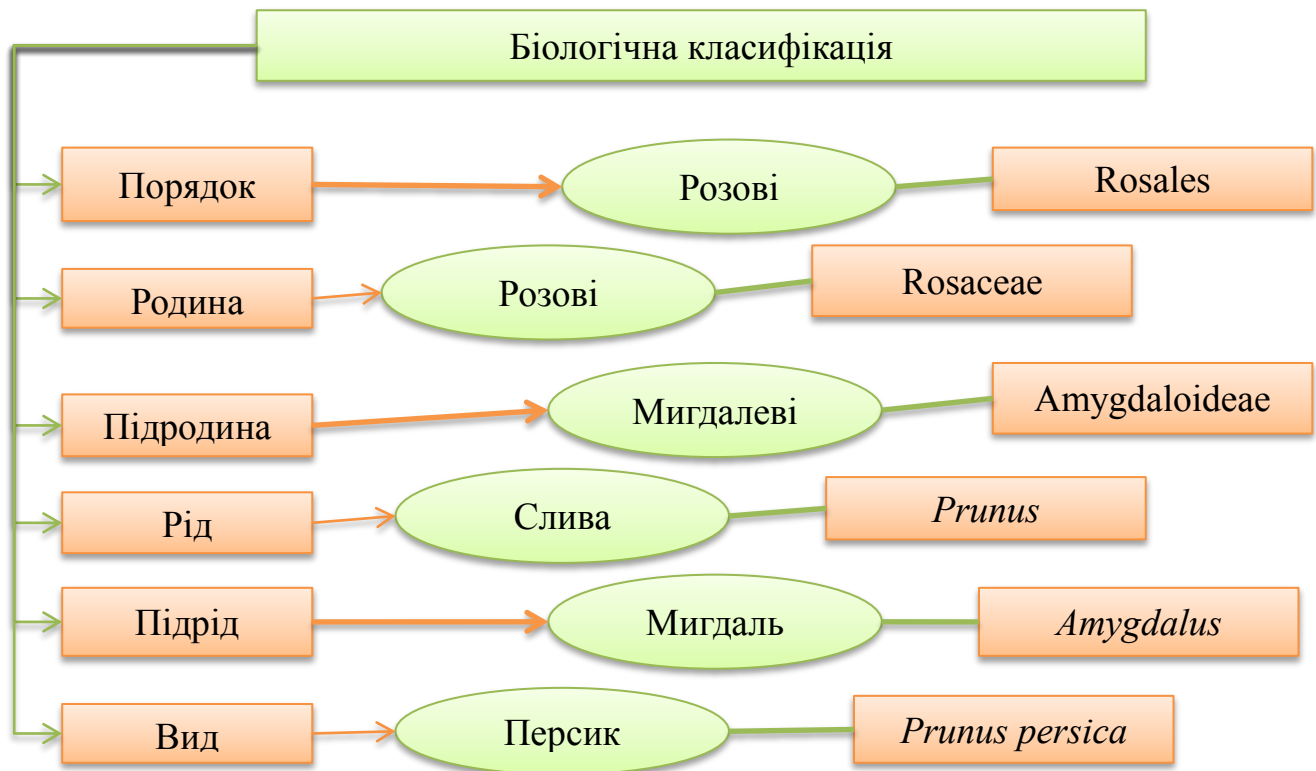 Біологічна класифікація
Порядок
Розові
Rosales
Родина
Розові
Rosaceae
Підродина
Мигдалеві
Amygdaloideae
Рід
Слива
Prunus
Підрід
Мигдаль
Amygdalus
Вид
Персик
Prunus persica